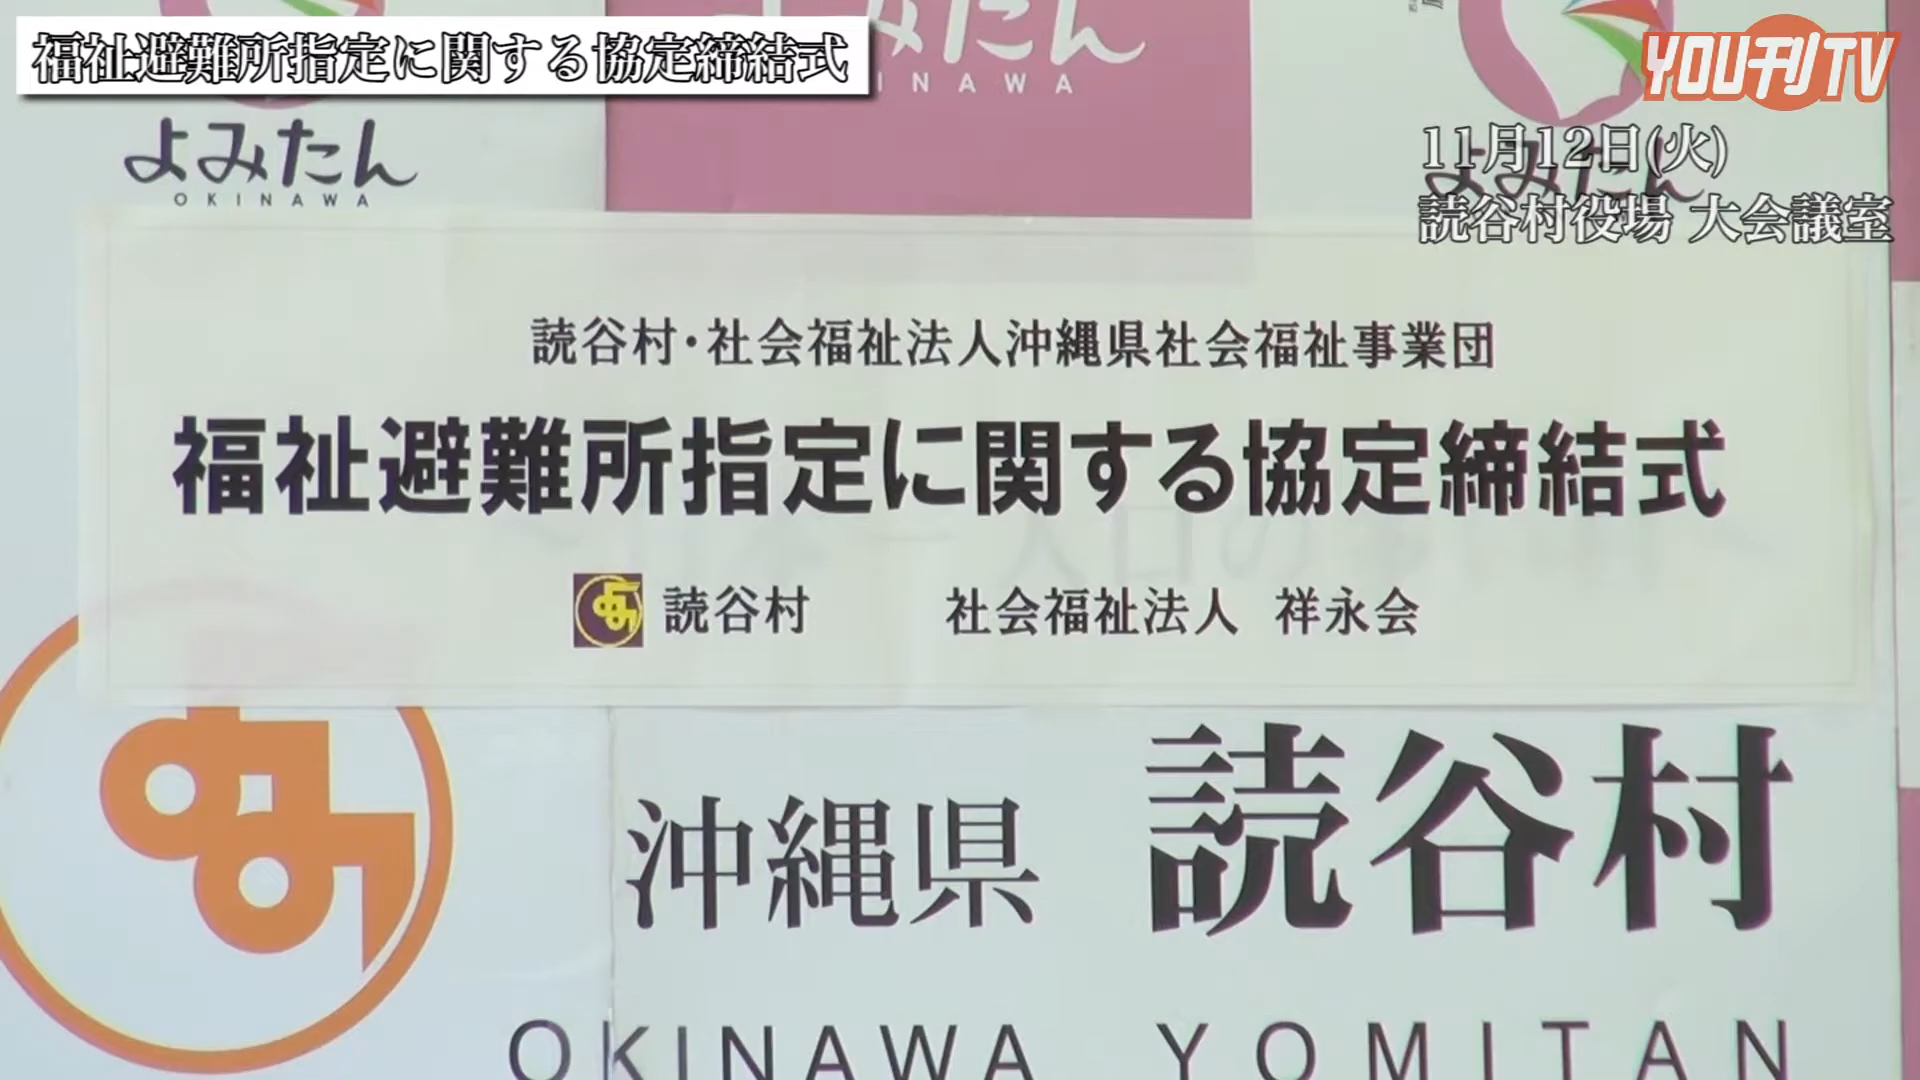 福祉避難所指定に関する協定締結式
YOU刊TV
みたん
INAWA
よみたん
OKINAWA
11月12日(火)
よみたん
読谷村役場 大会議室
読谷村・社会福祉法人沖縄県社会福祉事業団
福祉避難所指定に関する協定締結式
読谷村 社会福祉法人 祥永会
沖縄県 読谷村
OKINAWA YOMITAN